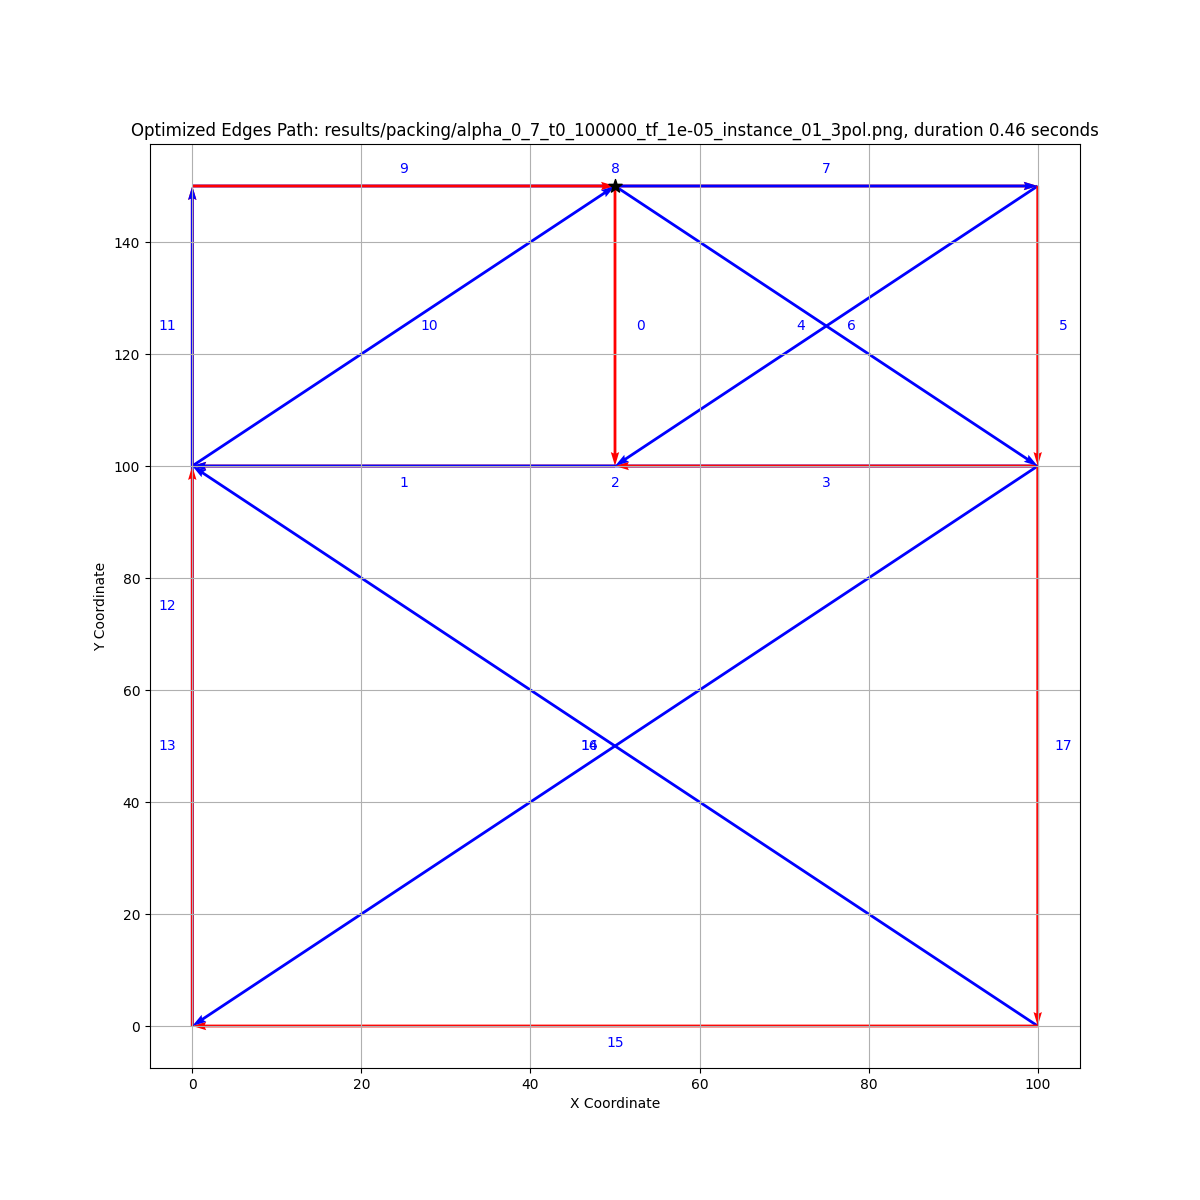 Optimized Edges Path: results/packing/alpha_0_7_t0_100000_tf_1e-05_instance_01_3pol.png, duration 0.46 seconds
9 8 7
140
11 10 0 4 6 5
120
100
1 2 3
80
12
Y Coordinate
60
13 14 16 17
40
20
0
15
0 20 40 60 80 100
X Coordinate